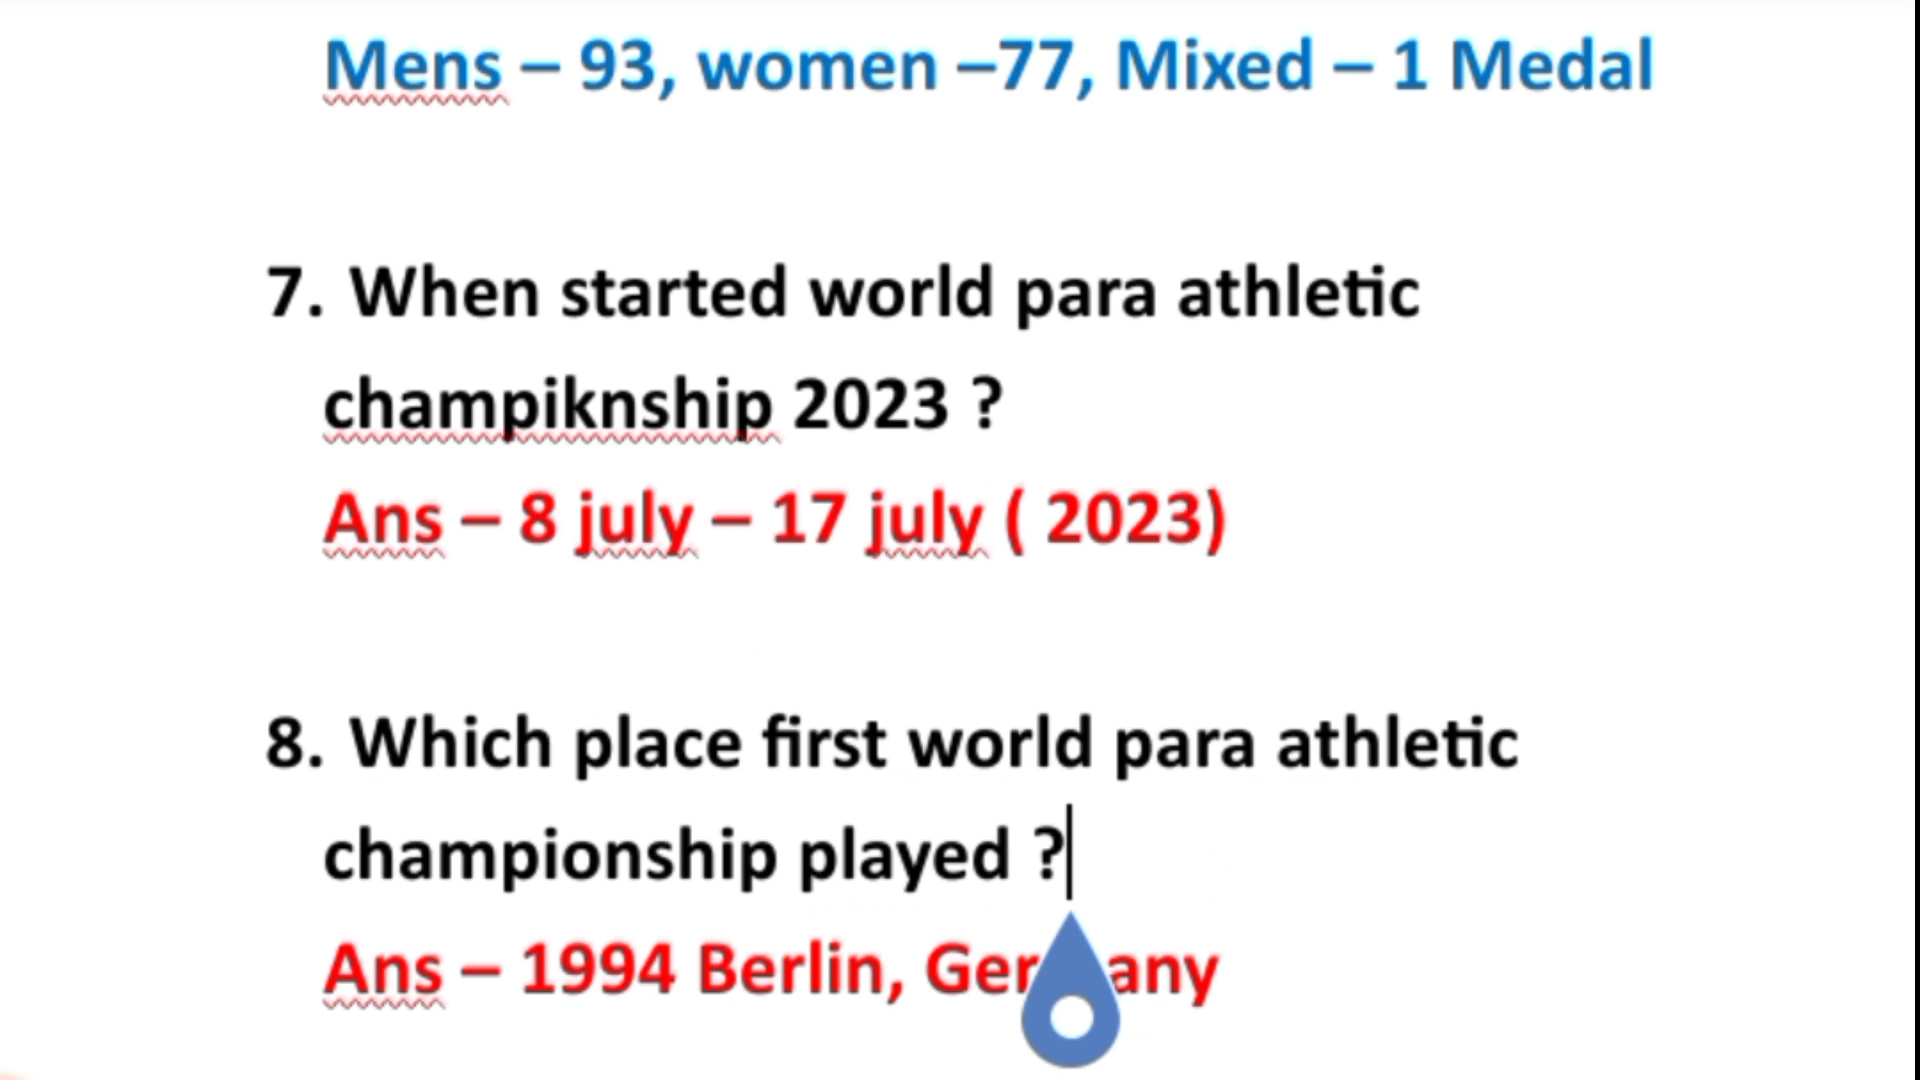 Mens – 93, women –77, Mixed – 1 Medal
7. When started world para athletic
champiknship 2023 ?
Ans – 8 july – 17 july ( 2023)
8. Which place first world para athletic
championship played ?
Ans – 1994 Berlin, Germany